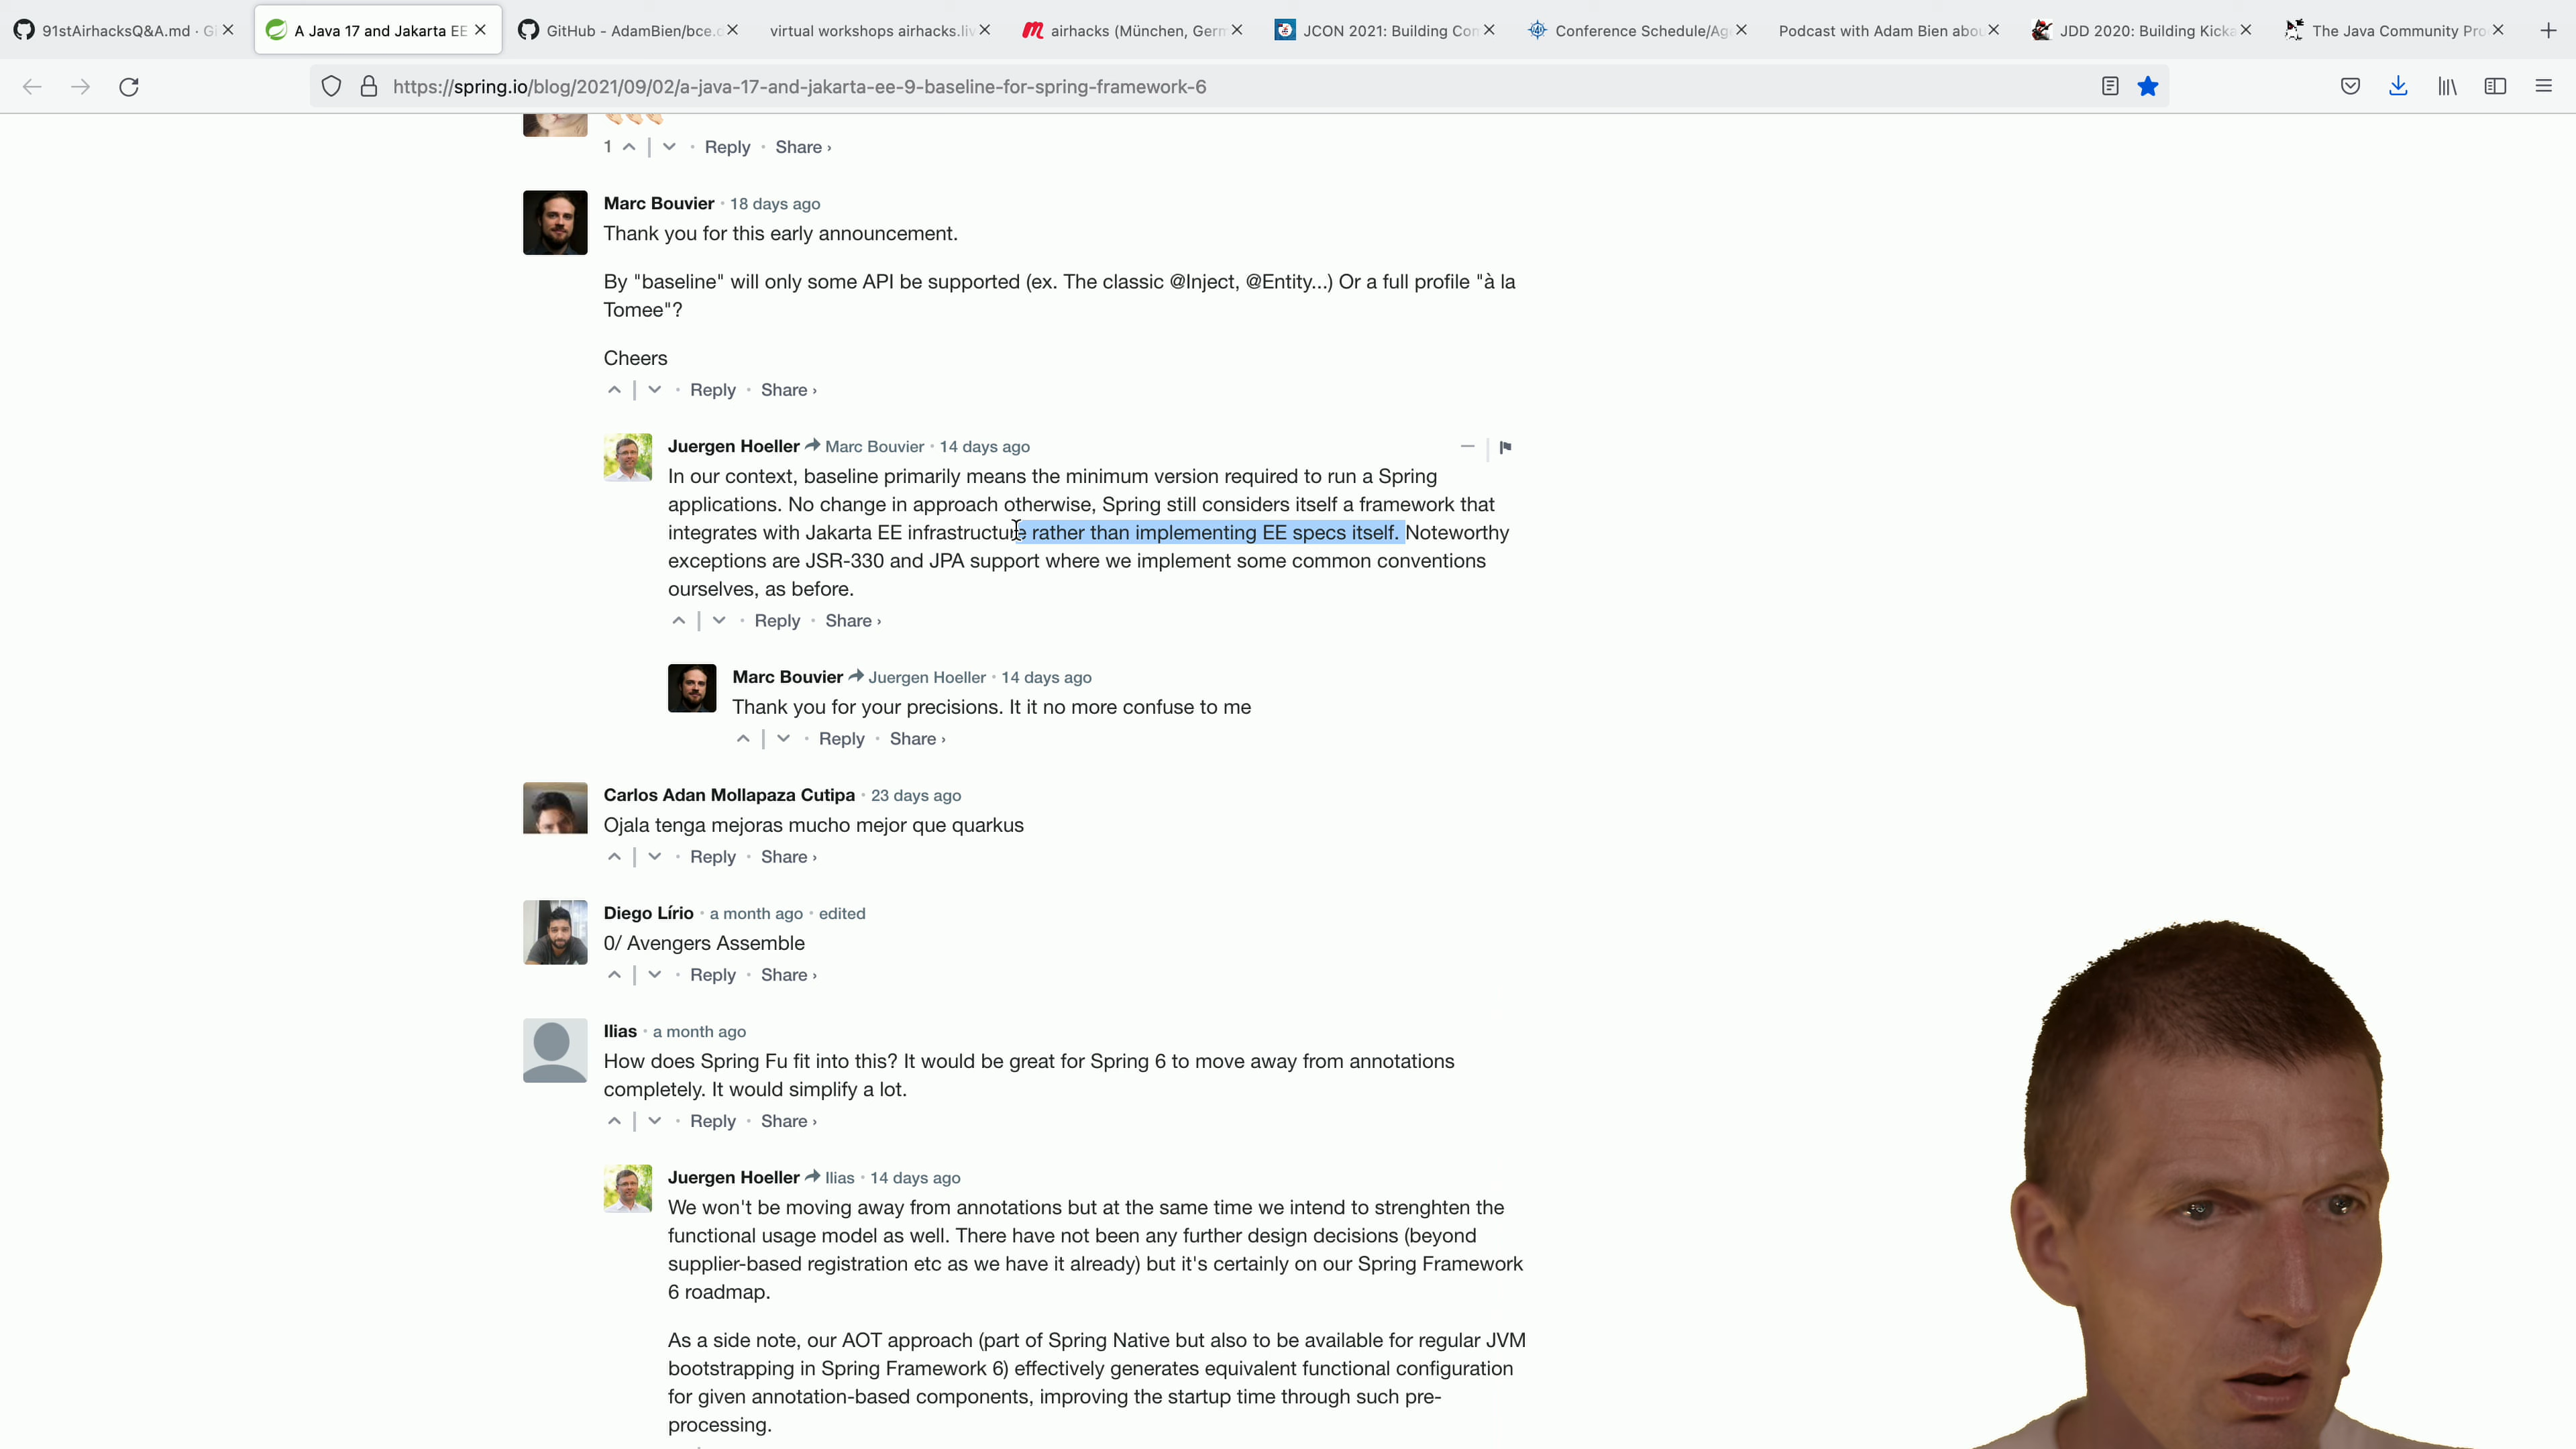 91stAirhacksQ&A.md · Gi
A Java 17 and Jakarta EE
GitHub - AdamBien/bce.d
virtual workshops airhacks.liv
airhacks (München, Germ
JCON 2021: Building Con
Conference Schedule/Age
Podcast with Adam Bien abou
JDD 2020: Building Kicka
The Java Community Pro
https://spring.io/blog/2021/09/02/a-java-17-and-jakarta-ee-9-baseline-for-spring-framework-6
1 • Reply • Share ›
Marc Bouvier • 18 days ago
Thank you for this early announcement.
By "baseline" will only some API be supported (ex. The classic @Inject, @Entity...) Or a full profile "à la
Tomee"?
Cheers
• Reply • Share ›
Juergen Hoeller Marc Bouvier • 14 days ago
In our context, baseline primarily means the minimum version required to run a Spring
applications. No change in approach otherwise, Spring still considers itself a framework that
integrates with Jakarta EE infrastructure rather than implementing EE specs itself. Noteworthy
exceptions are JSR-330 and JPA support where we implement some common conventions
ourselves, as before.
• Reply • Share ›
Marc Bouvier Juergen Hoeller • 14 days ago
Thank you for your precisions. It it no more confuse to me
• Reply • Share ›
Carlos Adan Mollapaza Cutipa • 23 days ago
Ojala tenga mejoras mucho mejor que quarkus
• Reply • Share ›
Diego Lírio • a month ago • edited
0/ Avengers Assemble
• Reply • Share ›
Ilias • a month ago
How does Spring Fu fit into this? It would be great for Spring 6 to move away from annotations
completely. It would simplify a lot.
• Reply • Share ›
Juergen Hoeller Ilias • 14 days ago
We won't be moving away from annotations but at the same time we intend to strenghten the
functional usage model as well. There have not been any further design decisions (beyond
supplier-based registration etc as we have it already) but it's certainly on our Spring Framework
6 roadmap.
As a side note, our AOT approach (part of Spring Native but also to be available for regular JVM
bootstrapping in Spring Framework 6) effectively generates equivalent functional configuration
for given annotation-based components, improving the startup time through such pre-
processing.